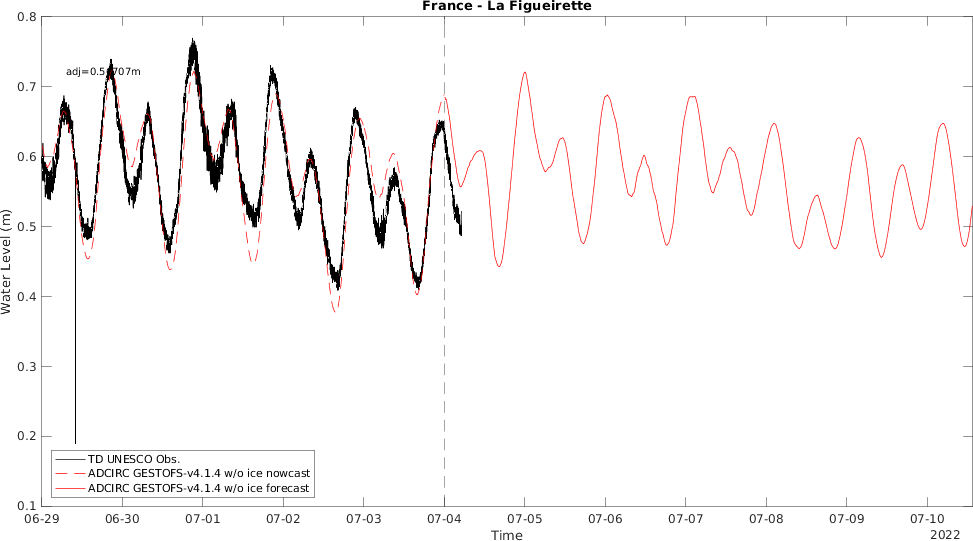 France - La Figueirette
0.8
0.7
0.6
0.5
0.4
0.3
0.2
0.1
Water Level (m)
TD UNESCO Obs.
ADCIRC GESTOFS-v4.1.4 w/o ice nowcast
ADCIRC GESTOFS-v4.1.4 w/o ice forecast
06-29 06-30 07-01 07-02 07-03 07-04 07-05 07-06 07-07 07-08 07-09 07-10
Time
2022